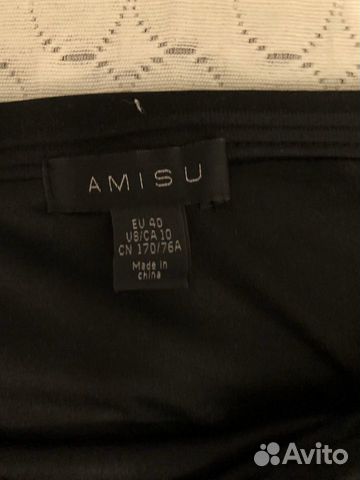 AMISU
EU 40
US/CA 10
CN 170/76A
Made in
china
Avito